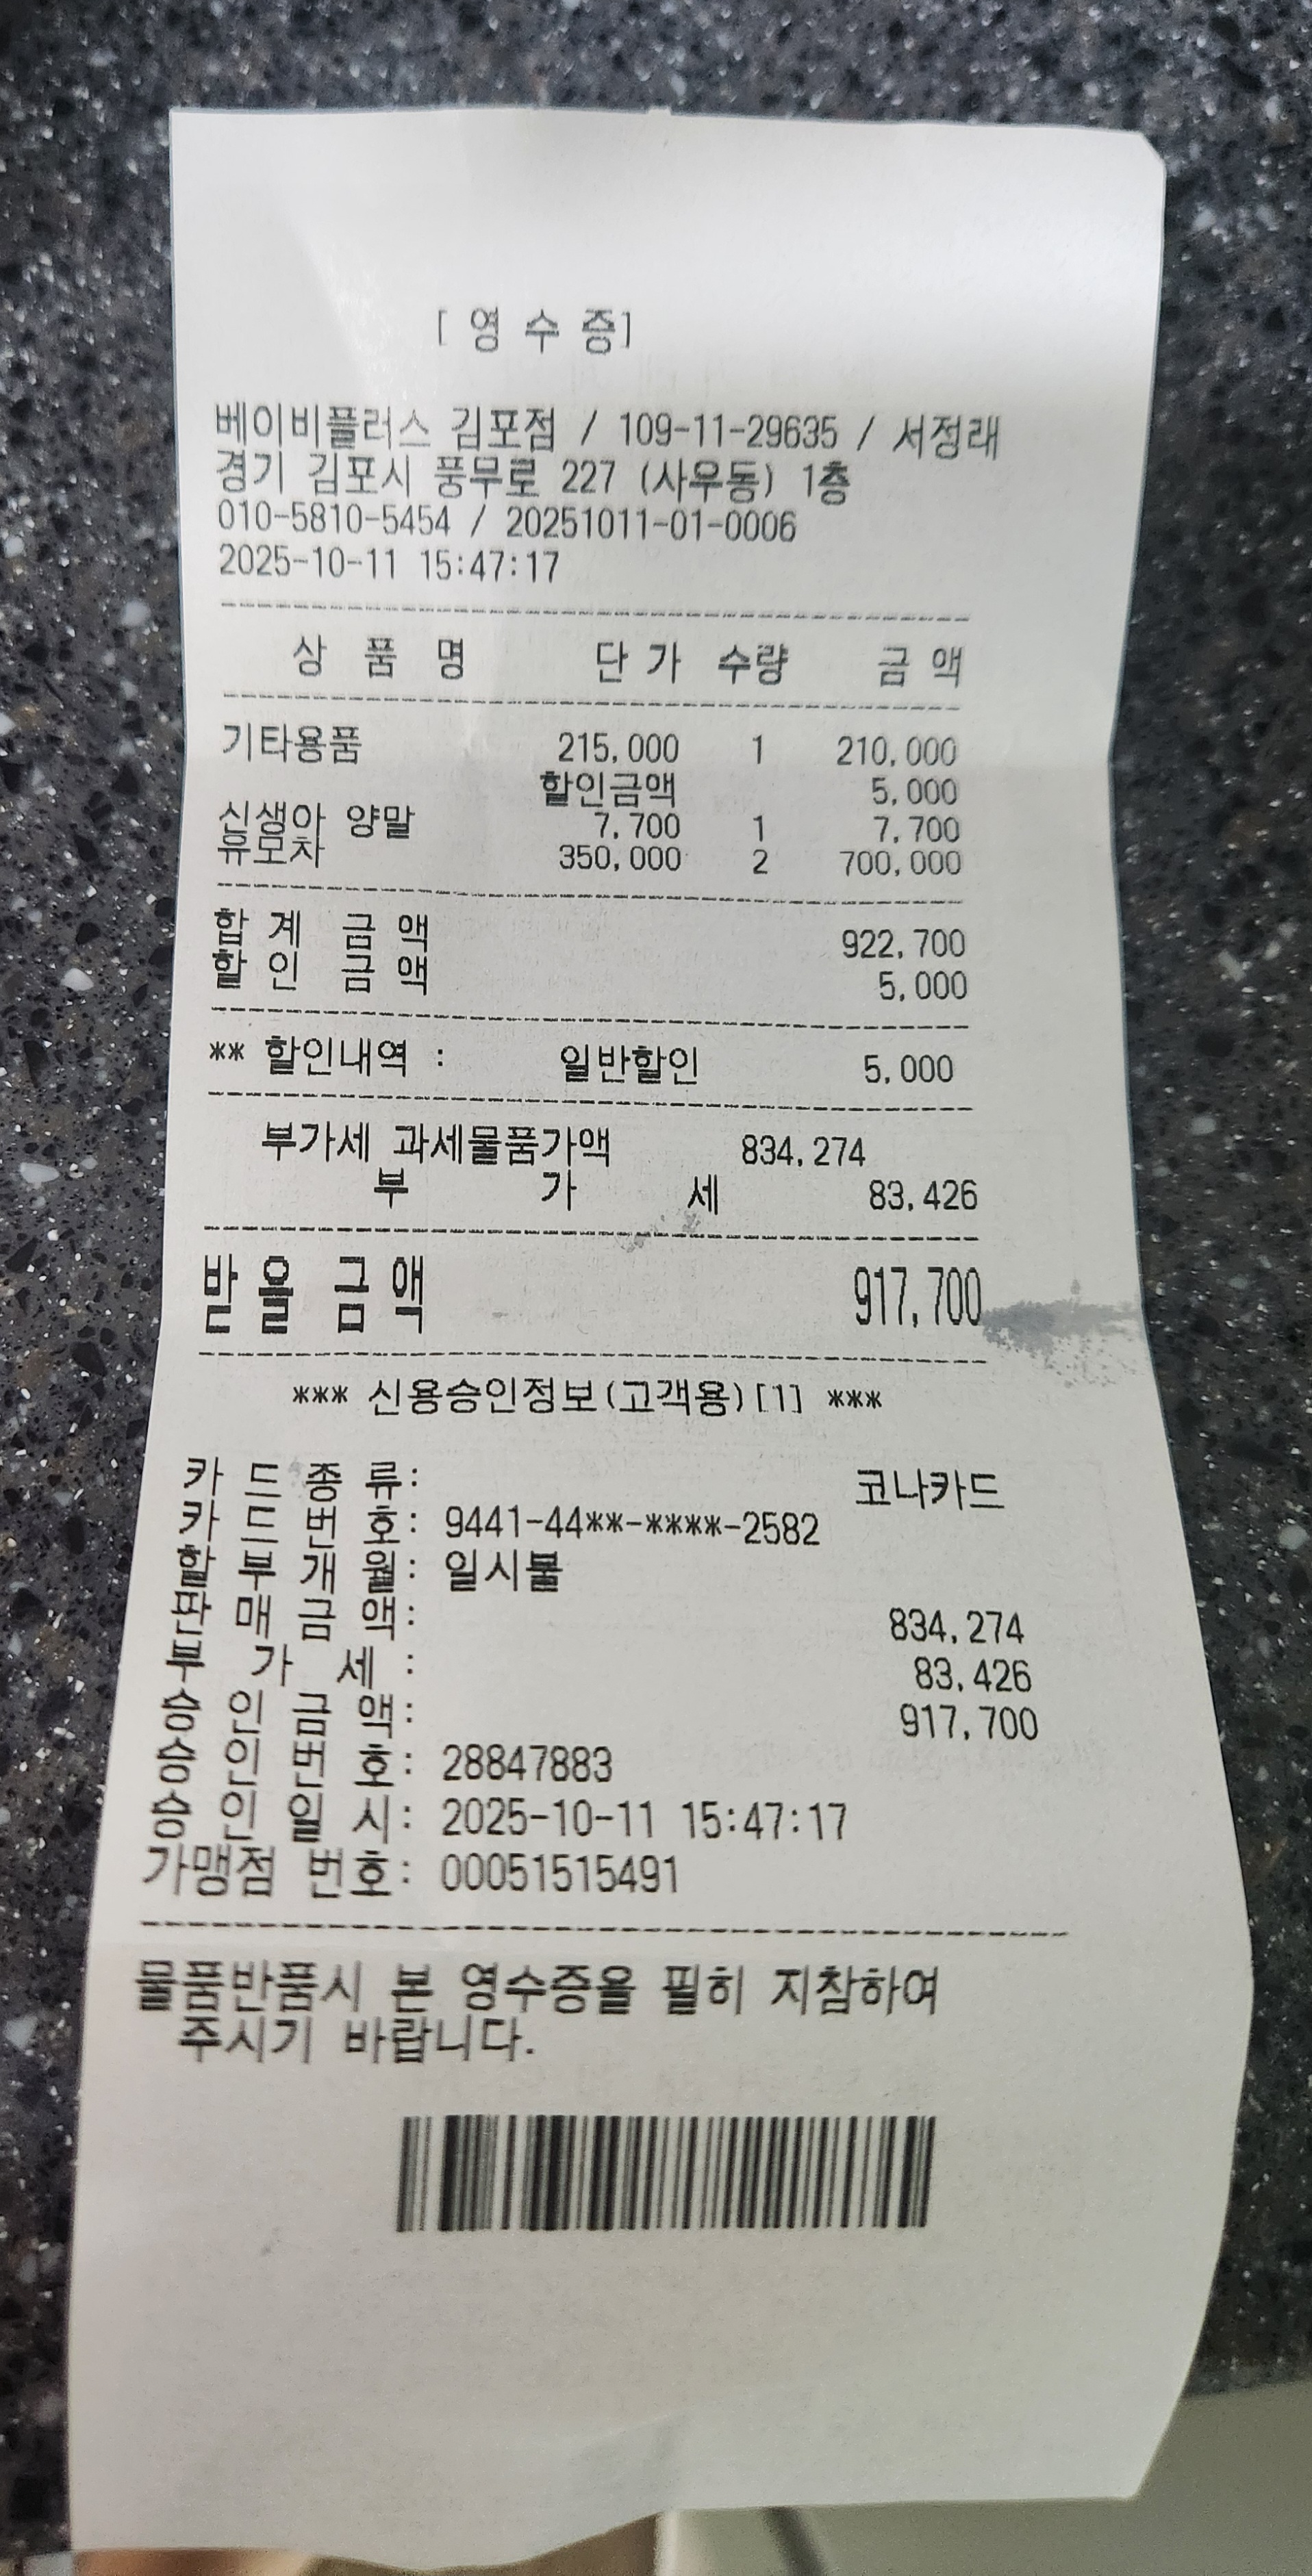 [ 영 수 증]
베이비플러스 김포점 / 109-11-29635 / 서정래
경기 김포시 풍무로 227 (사우동) 1층
010-5810-5454 / 20251011-01-0006
2025-10-11 15:47:17
상 품 명 단 가 수량 금 액
기타용품 215,000 1 210,000
할인금액 5,000
신생아 양말 7,700 1 7,700
유모차 350,000 2 700,000
합 계 금 액 922,700
할 인 금 액 5,000
** 할인내역 : 일반할인 5,000
부가세 과세물품가액 834,274
부 가 세 83,426
받 을 금 액 917,700
*** 신용승인정보(고객용)[1] ***
카 드 종 류: 코나카드
카 드 번 호: 9441-44**-****-2582
할 부 개 월: 일시불
판 매 금 액: 834,274
부 가 세 : 83,426
승 인 금 액: 917,700
승 인 번 호: 28847883
승 인 일 시: 2025-10-11 15:47:17
가맹점 번호: 00051515491
물품반품시 본 영수증을 필히 지참하여
주시기 바랍니다.